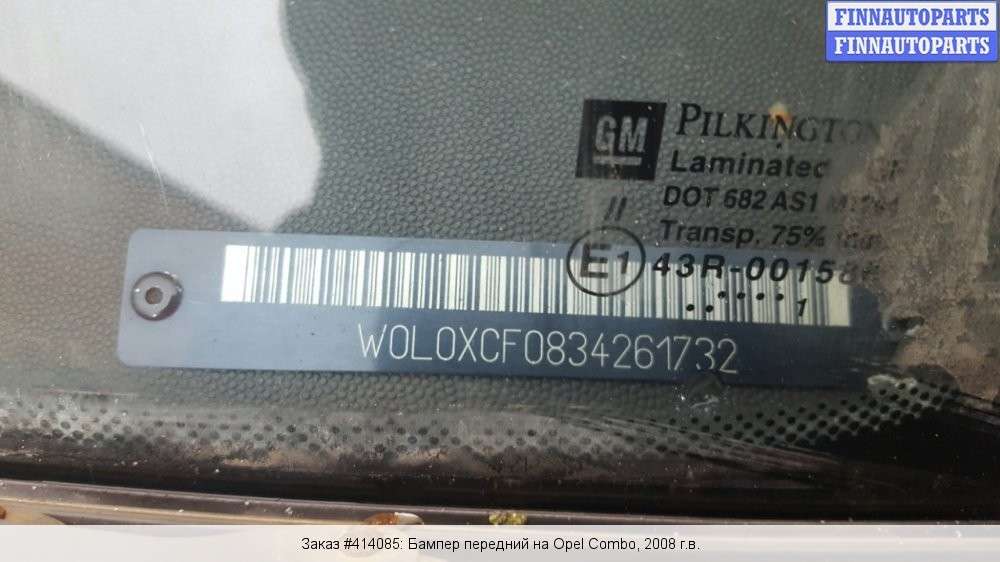 FINNAUTOPARTS
FINNAUTOPARTS
GM
PILKINGTON
Laminated
DOT 682 AS1
//
Transp. 75%
E1
43R-00158
1
W0L0XCF0834261732
Заказ #414085: Бампер передний на Opel Combo, 2008 г.в.